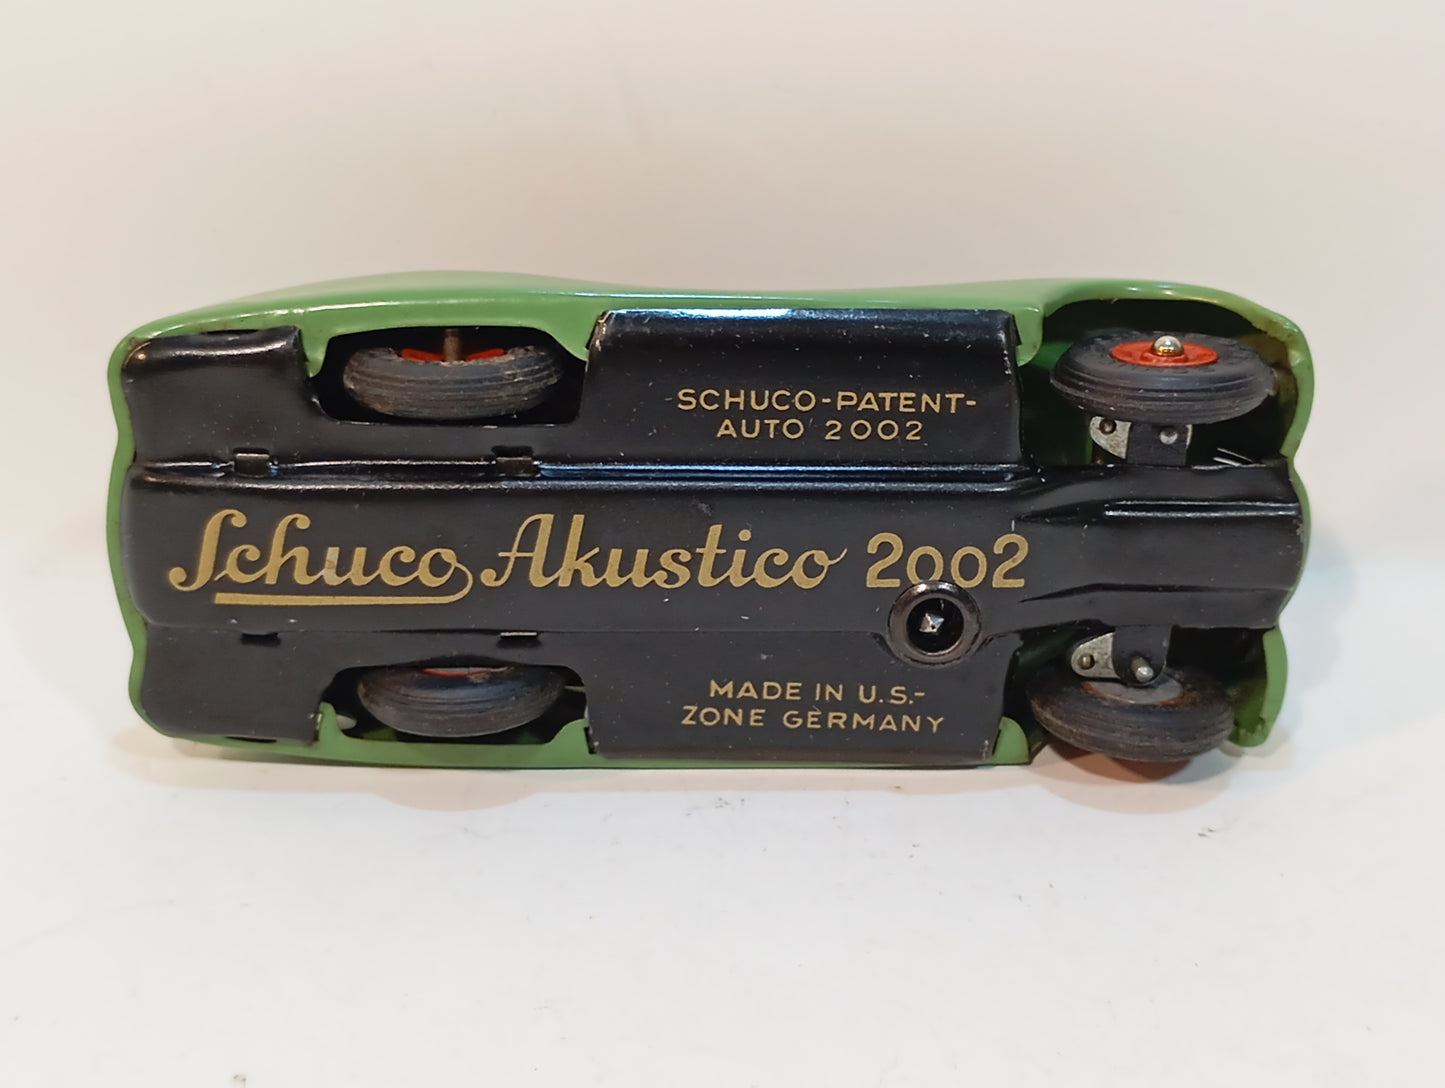 SCHUCO-PATENT-
AUTO 2002
Schuco Akustico 2002
MADE IN U.S.-
ZONE GERMANY